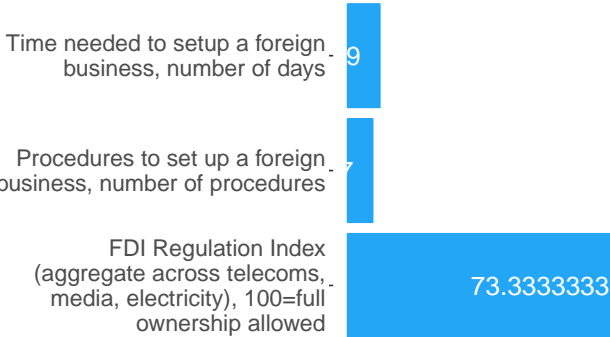 Time needed to setup a foreign
business, number of days
9
Procedures to set up a foreign
business, number of procedures
7
FDI Regulation Index
(aggregate across telecoms,
media, electricity), 100=full
ownership allowed
73.3333333